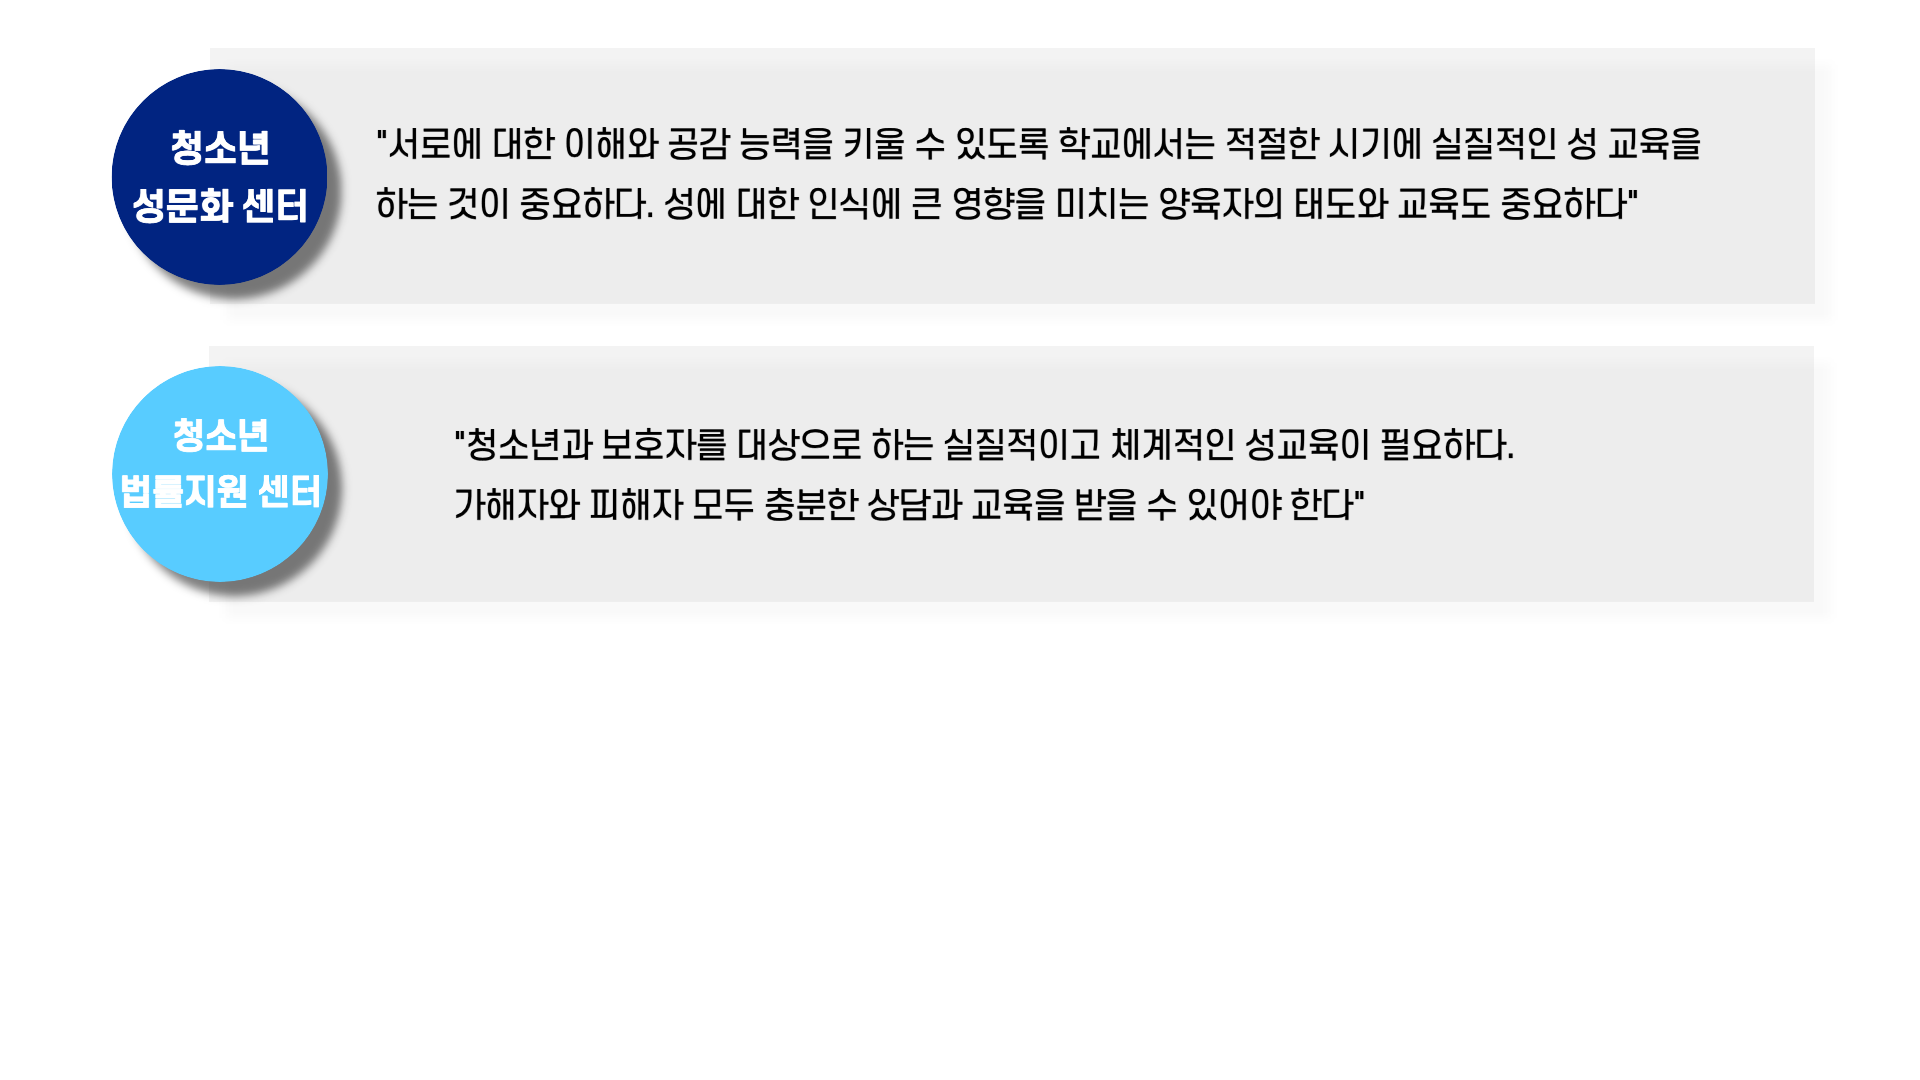 청소년
성문화 센터
"서로에 대한 이해와 공감 능력을 키울 수 있도록 학교에서는 적절한 시기에 실질적인 성 교육을
하는 것이 중요하다. 성에 대한 인식에 큰 영향을 미치는 양육자의 태도와 교육도 중요하다"
청소년
법률지원 센터
"청소년과 보호자를 대상으로 하는 실질적이고 체계적인 성교육이 필요하다.
가해자와 피해자 모두 충분한 상담과 교육을 받을 수 있어야 한다"